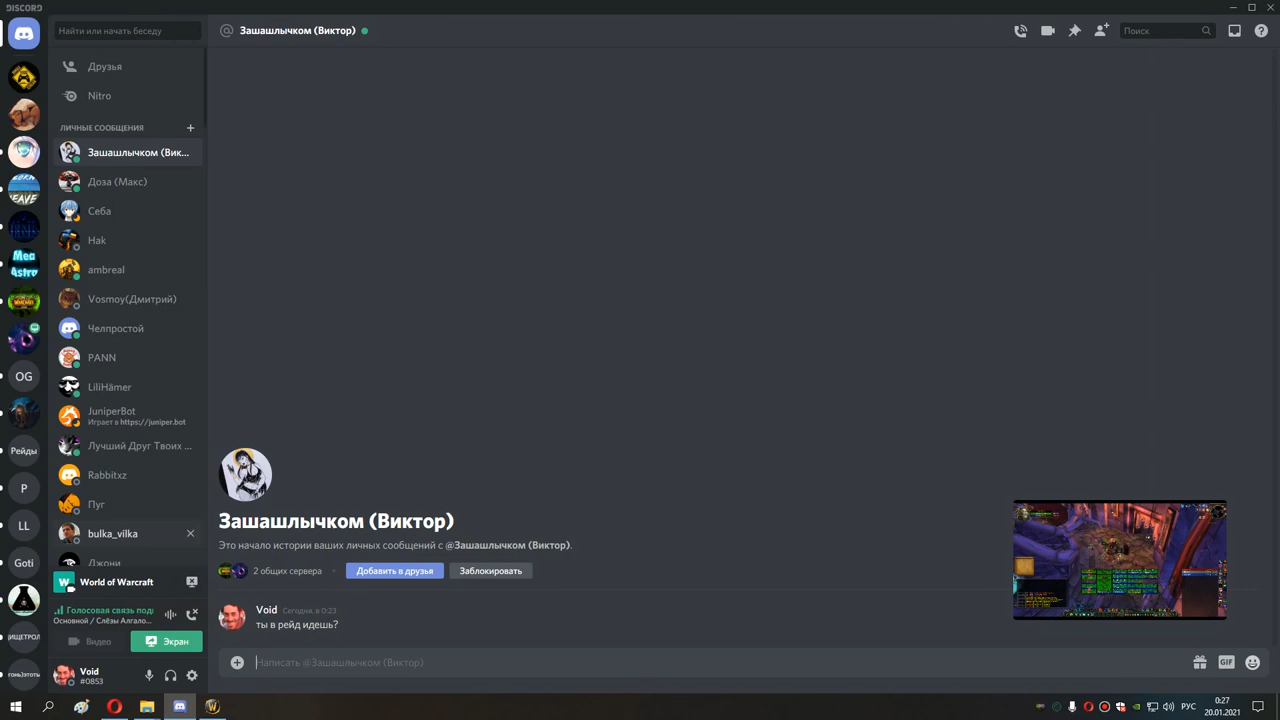 DISCORD
Найти или начать беседу
Зашашлычком (Виктор)
Поиск
Друзья
Nitro
ЛИЧНЫЕ СООБЩЕНИЯ
Зашашлычком (Вик...
Доза (Макс)
Себа
Hak
ambreal
Vosmoy(Дмитрий)
Челпростой
PANN
LiliHämer
JuniperBot
Играет в https://juniper.bot
Лучший Друг Твоих ...
Rabbitxz
Пуг
bulka_vilka
Джони
Меа
Astro
OG
Рейды
P
LL
Goti
World of Warcraft
Голосовая связь под
Основной / Слёзы Алгало...
Видео
Экран
Void
#0853
Зашашлычком (Виктор)
Это начало истории ваших личных сообщений с @Зашашлычком (Виктор).
2 общих сервера
Добавить в друзья
Заблокировать
Void Сегодня, в 0:23
ты в рейд идешь?
Написать @Зашашлычком (Виктор)
GIF
РУС
0:27
20.01.2021